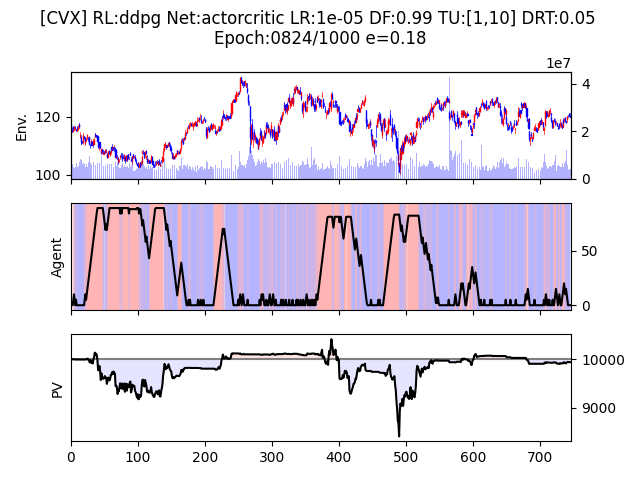 [CVX] RL:ddpg Net:actorcritic LR:1e-05 DF:0.99 TU:[1,10] DRT:0.05
Epoch:0824/1000 e=0.18
1e7
Env.
120
100
4
2
0
Agent
50
0
PV
10000
9000
0 100 200 300 400 500 600 700